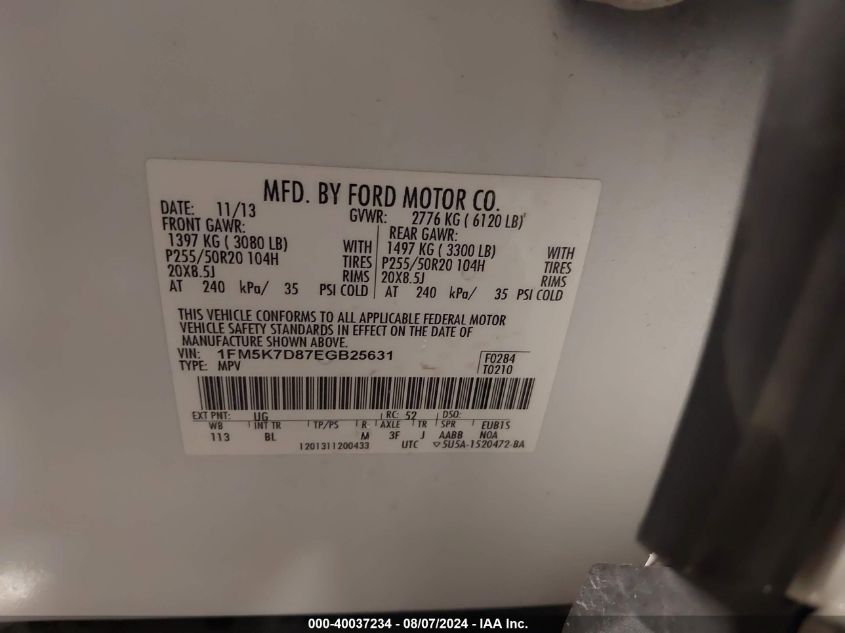 MFD. BY FORD MOTOR CO.
DATE: 11/13 GVWR: 2776 KG ( 6120 LB)
FRONT GAWR: REAR GAWR:
1397 KG ( 3080 LB) WITH 1497 KG ( 3300 LB) WITH
P255/50R20 104H TIRES P255/50R20 104H TIRES
20X8.5J RIMS 20X8.5J RIMS
AT 240 kPa/ 35 PSI COLD AT 240 kPa/ 35 PSI COLD
THIS VEHICLE CONFORMS TO ALL APPLICABLE FEDERAL MOTOR
VEHICLE SAFETY STANDARDS IN EFFECT ON THE DATE OF
MANUFACTURE SHOWN ABOVE.
VIN: 1FM5K7D87EGB25631 F0284
TYPE: MPV T0210
EXT PNT: UG RC: 52 DSO:
WB INT TR TP/PS R AXLE TR SPR EUB15
113 BL M 3F J AABB NOA
1201311200433 UTC ▽5U5A-1520472-BA
000-40037234 - 08/07/2024 - IAA Inc.